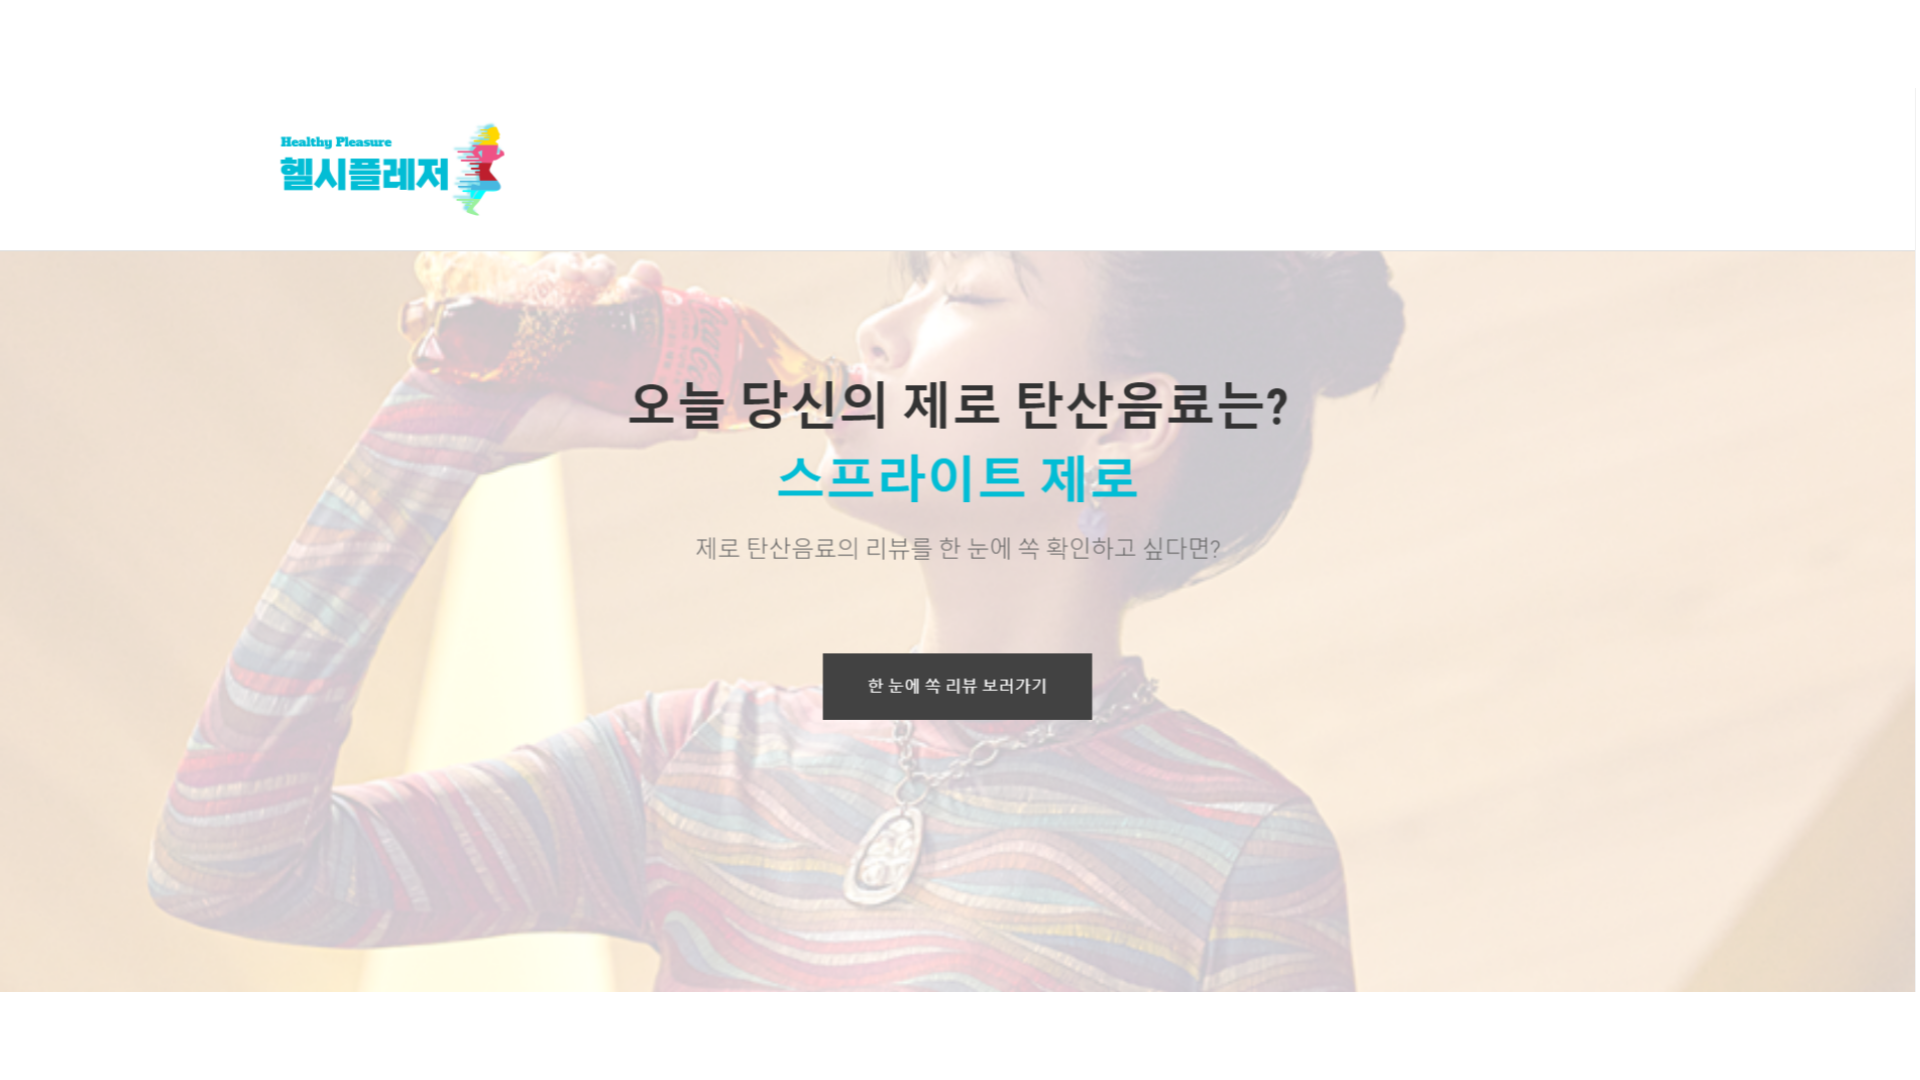 Healthy Pleasure
헬시플레저
오늘 당신의 제로 탄산음료는?
스프라이트 제로
제로 탄산음료의 리뷰를 한 눈에 쏙 확인하고 싶다면?
한 눈에 쏙 리뷰 보러가기